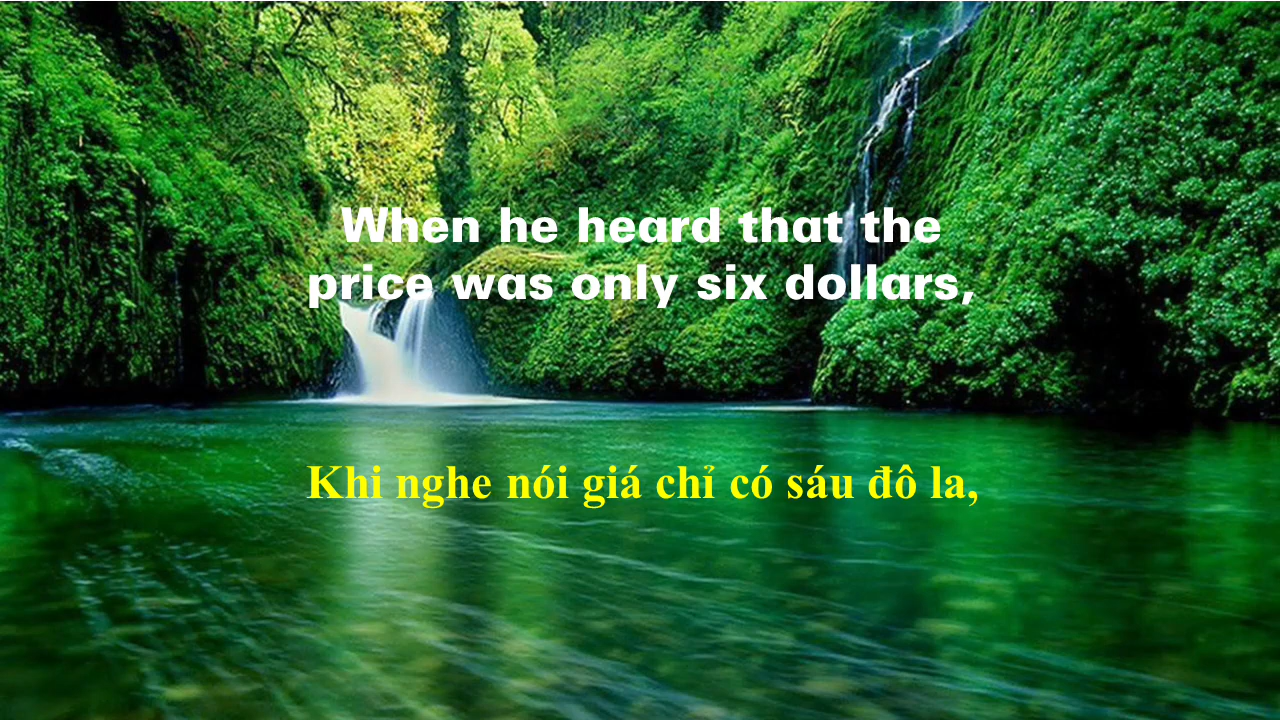 When he heard that the
price was only six dollars,
Khi nghe nói giá chỉ có sáu đô la,